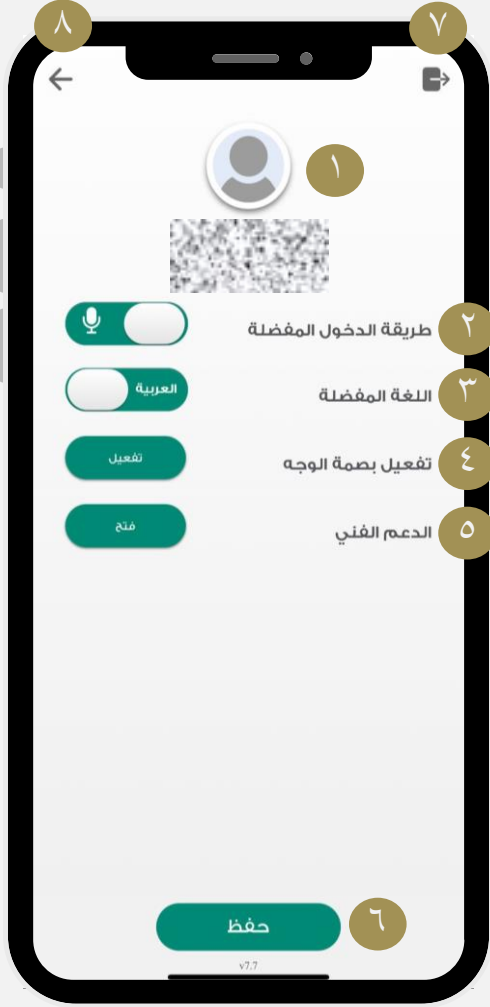 ٧
٨
١
٢ طريقة الدخول المفضلة
٣ اللغة المفضلة العربية
٤ تفعيل بصمة الوجه تفعيل
٥ الدعم الفني فتح
حفظ ٦
v7.7